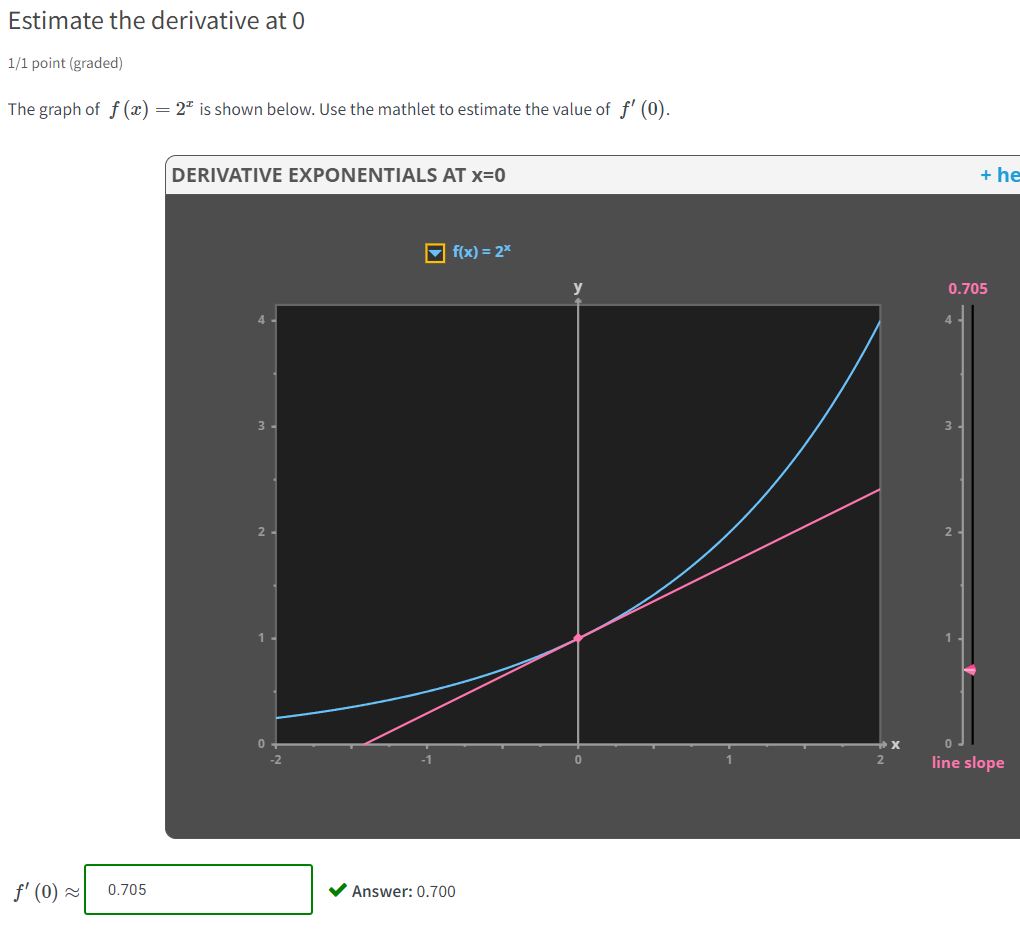 Estimate the derivative at 0
1/1 point (graded)
The graph of f (x) = 2ˣ is shown below. Use the mathlet to estimate the value of f′ (0).
DERIVATIVE EXPONENTIALS AT x=0
+ he
f(x) = 2ˣ
y
0.705
4
4
3
3
2
2
1
1
0
0
x
-2
-1
0
1
2
line slope
f′ (0) ≈ 0.705
Answer: 0.700